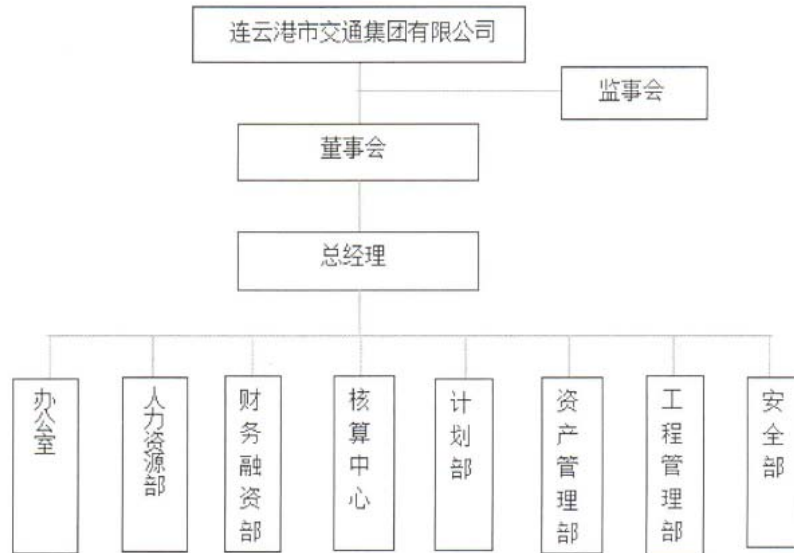 连云港市交通集团有限公司
监事会
董事会
总经理
办公室
人力资源部
财务融资部
核算中心
计划部
资产管理部
工程管理部
安全部